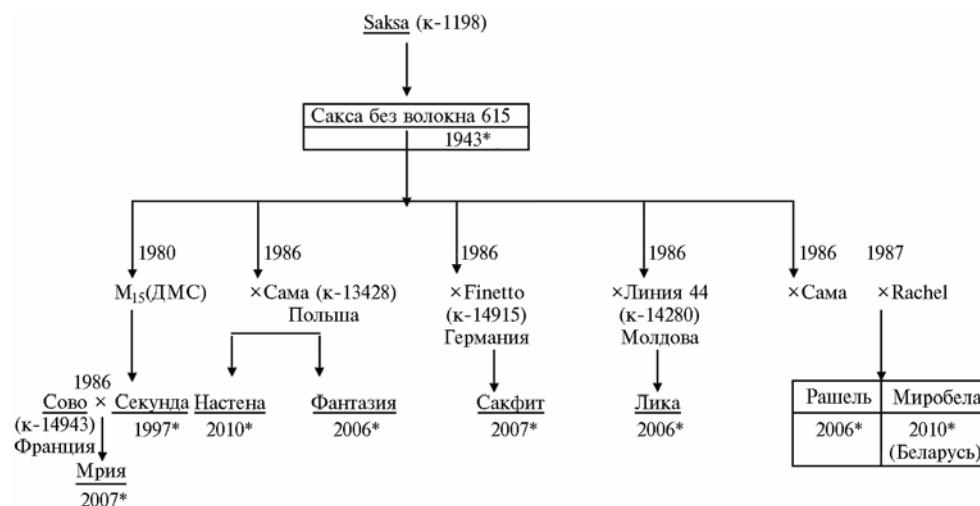 Saksa (к-1198)
Сакса без волокна 615
1943*
1980 1986 1986 1986 1986 1987
М15(ДМС) ×Сама (к-13428) ×Finetto ×Линия 44 ×Сама ×Rachel
Польша (к-14915) (к-14280)
Германия Молдова
1986
Сово × Секунда Настена Фантазия Сакфит Лика Рашель Миробела
(к-14943) 1997* 2010* 2006* 2007* 2006* 2006* 2010*
Франция (Беларусь)
Мрия
2007*